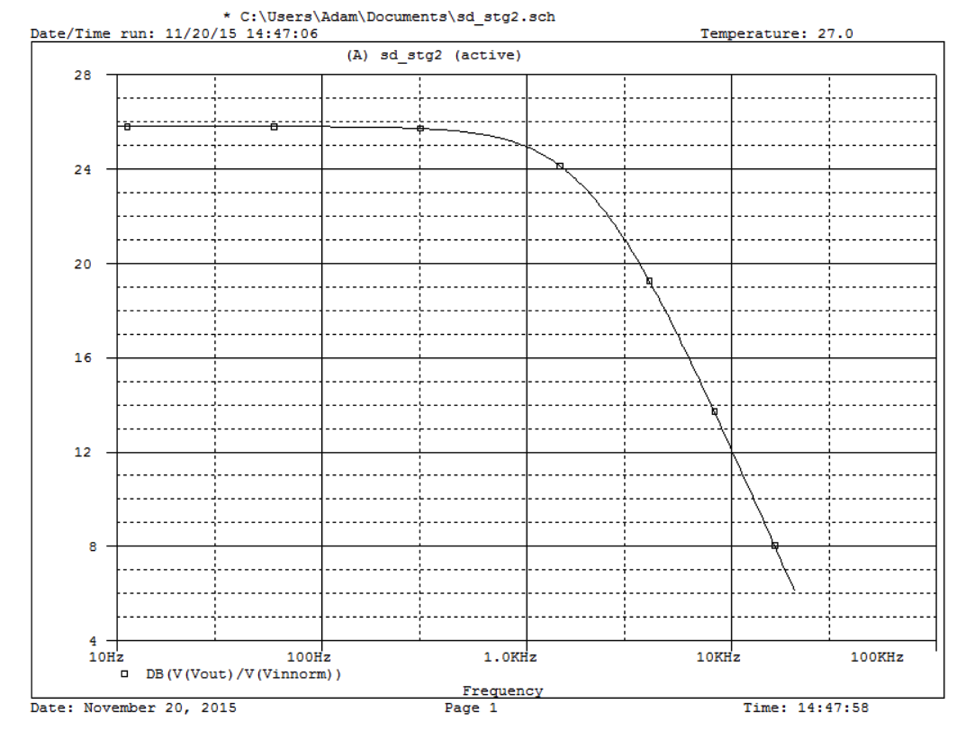 * C:\Users\Adam\Documents\sd_stg2.sch
Date/Time run: 11/20/15 14:47:06 Temperature: 27.0
(A) sd_stg2 (active)
28
24
20
16
12
8
4
10Hz 100Hz 1.0KHz 10KHz 100KHz
DB(V(Vout)/V(Vinnorm))
Frequency
Date: November 20, 2015 Page 1 Time: 14:47:58